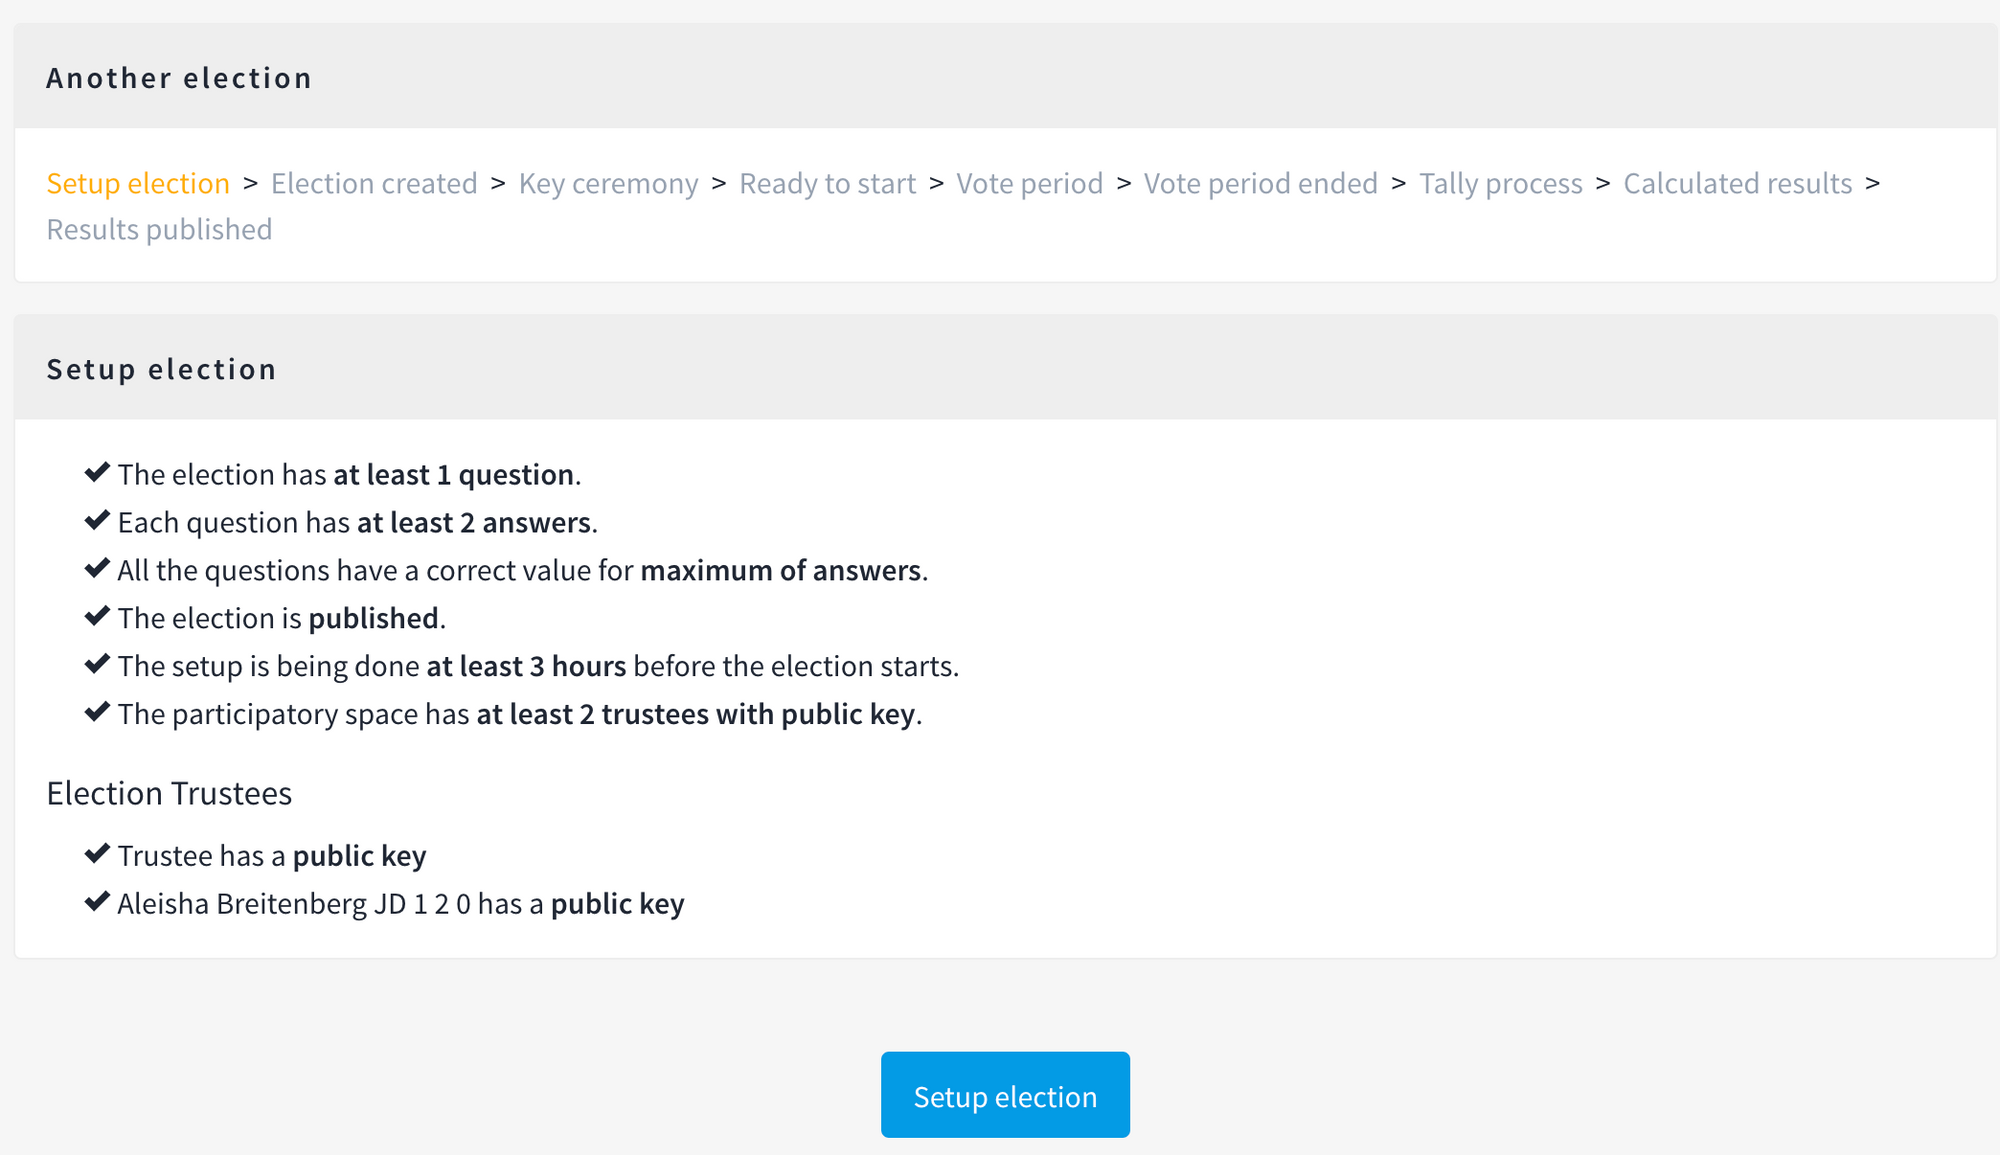 Another election
Setup election > Election created > Key ceremony > Ready to start > Vote period > Vote period ended > Tally process > Calculated results >
Results published
Setup election
✔ The election has at least 1 question.
✔ Each question has at least 2 answers.
✔ All the questions have a correct value for maximum of answers.
✔ The election is published.
✔ The setup is being done at least 3 hours before the election starts.
✔ The participatory space has at least 2 trustees with public key.
Election Trustees
✔ Trustee has a public key
✔ Aleisha Breitenberg JD 1 2 0 has a public key
Setup election